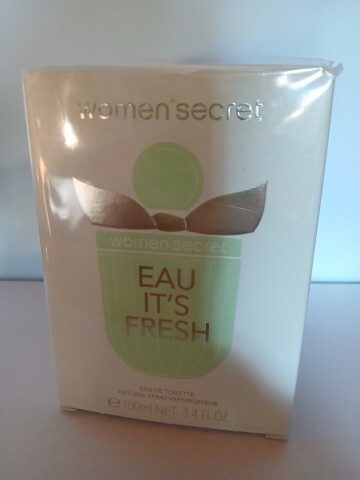 women'secret
women'secret
EAU
IT'S
FRESH
EAU DE TOILETTE
NATURAL SPRAY VAPORISATEUR
℮ 100ml NET. 3.4 FL.OZ